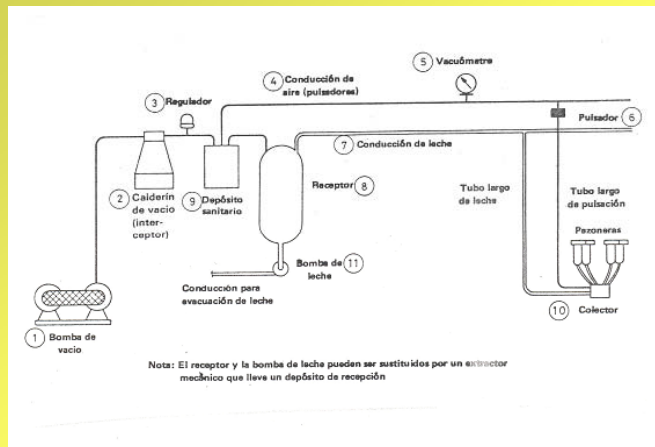 5 Vacuómetro
4 Conducción de
aire (pulsadores)
3 Regulador
Pulsador 6
7 Conducción de leche
2 Calderín
de vacio
(inter-
ceptor)
9 Depósito
sanitario
Receptor 8
Tubo largo
de leche
Tubo largo
de pulsación
Pezoneras
Bomba de 11
leche
Conducción para
evacuación de leche
10 Colector
1 Bomba de
vacio
Nota: El receptor y la bomba de leche pueden ser sustituidos por un extractor
mecánico que lleve un depósito de recepción